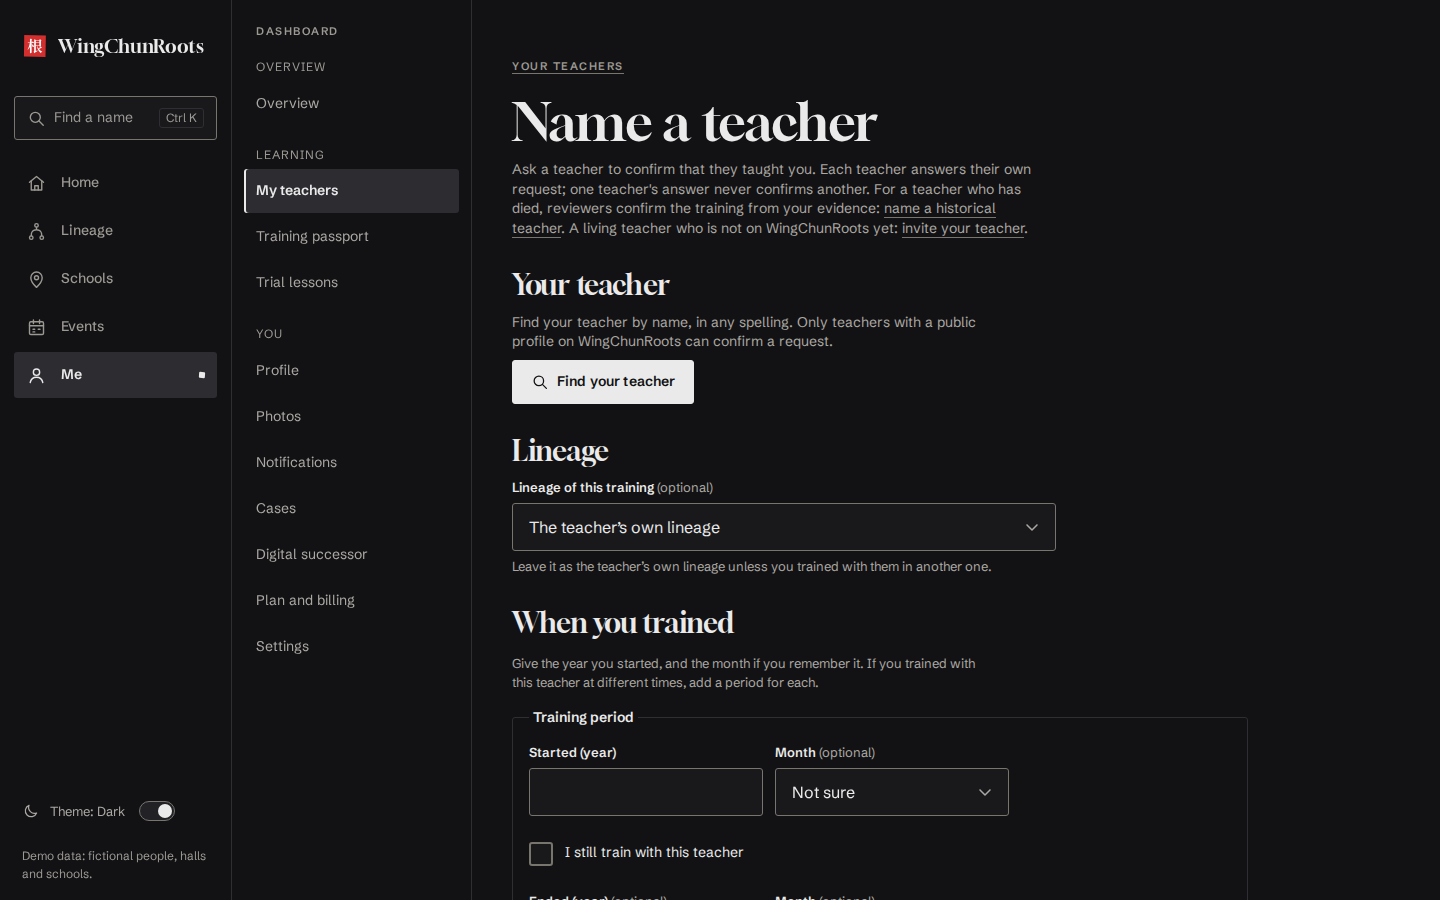 根 WingChunRoots
Find a name Ctrl K
Home
Lineage
Schools
Events
Me
Theme: Dark
Demo data: fictional people, halls
and schools.
DASHBOARD
OVERVIEW
Overview
LEARNING
My teachers
Training passport
Trial lessons
YOU
Profile
Photos
Notifications
Cases
Digital successor
Plan and billing
Settings
YOUR TEACHERS
Name a teacher
Ask a teacher to confirm that they taught you. Each teacher answers their own
request; one teacher's answer never confirms another. For a teacher who has
died, reviewers confirm the training from your evidence: name a historical
teacher. A living teacher who is not on WingChunRoots yet: invite your teacher.
Your teacher
Find your teacher by name, in any spelling. Only teachers with a public
profile on WingChunRoots can confirm a request.
Find your teacher
Lineage
Lineage of this training (optional)
The teacher’s own lineage
Leave it as the teacher’s own lineage unless you trained with them in another one.
When you trained
Give the year you started, and the month if you remember it. If you trained with
this teacher at different times, add a period for each.
Training period
Started (year) Month (optional)
Not sure
I still train with this teacher
Ended (year) (optional) Month (optional)